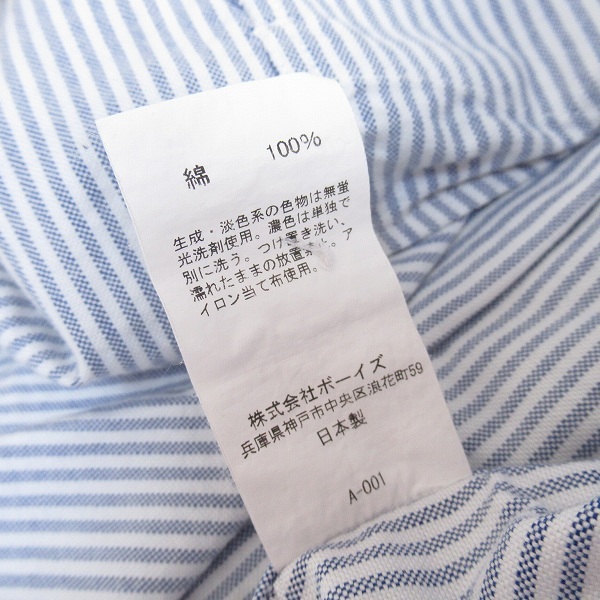 綿 100%
生成・淡色系の色物は無蛍
光洗剤使用。濃色は単独で
別に洗う。つけ置き洗い、
濡れたままの放置 。ア
イロン当て布使用。
株式会社ボーイズ
兵庫県神戸市中央区浪花町59
日本製
A-001